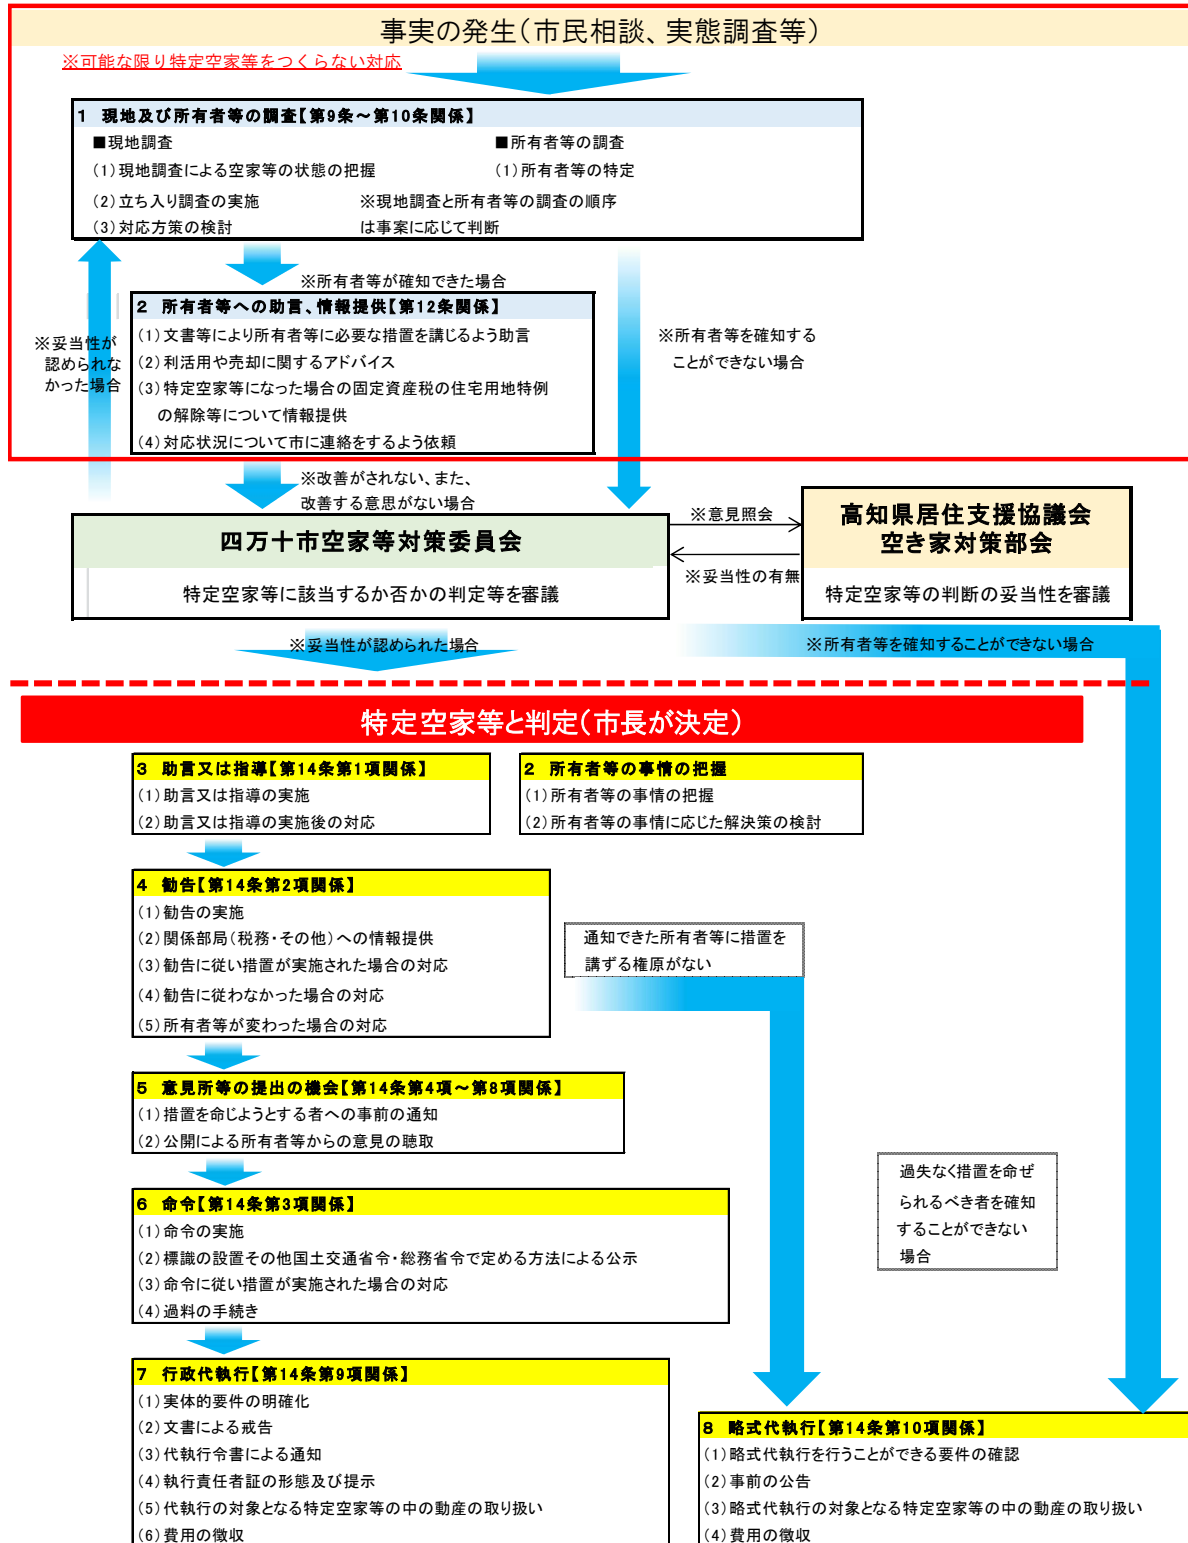 事実の発生(市民相談、実態調査等)
※可能な限り特定空家等をつくらない対応
1 現地及び所有者等の調査【第9条～第10条関係】
■現地調査
■所有者等の調査
(1)現地調査による空家等の状態の把握
(1)所有者等の特定
(2)立ち入り調査の実施
※現地調査と所有者等の調査の順序
(3)対応方策の検討
は事案に応じて判断
※所有者等が確知できた場合
2 所有者等への助言、情報提供【第12条関係】
(1)文書等により所有者等に必要な措置を講じるよう助言
(2)利活用や売却に関するアドバイス
(3)特定空家等になった場合の固定資産税の住宅用地特例
の解除等について情報提供
(4)対応状況について市に連絡をするよう依頼
※妥当性が
認められな
かった場合
※所有者等を確知する
ことができない場合
※改善がされない、また、
改善する意思がない場合
四万十市空家等対策委員会
特定空家等に該当するか否かの判定等を審議
※意見照会
※妥当性の有無
高知県居住支援協議会
空き家対策部会
特定空家等の判断の妥当性を審議
※妥当性が認められた場合
※所有者等を確知することができない場合
特定空家等と判定(市長が決定)
3 助言又は指導【第14条第1項関係】
(1)助言又は指導の実施
(2)助言又は指導の実施後の対応
2 所有者等の事情の把握
(1)所有者等の事情の把握
(2)所有者等の事情に応じた解決策の検討
4 勧告【第14条第2項関係】
(1)勧告の実施
(2)関係部局(税務・その他)への情報提供
(3)勧告に従い措置が実施された場合の対応
(4)勧告に従わなかった場合の対応
(5)所有者等が変わった場合の対応
通知できた所有者等に措置を
講ずる権原がない
5 意見所等の提出の機会【第14条第4項～第8項関係】
(1)措置を命じようとする者への事前の通知
(2)公開による所有者等からの意見の聴取
過失なく措置を命ぜ
られるべき者を確知
することができない
場合
6 命令【第14条第3項関係】
(1)命令の実施
(2)標識の設置その他国土交通省令・総務省令で定める方法による公示
(3)命令に従い措置が実施された場合の対応
(4)過料の手続き
7 行政代執行【第14条第9項関係】
(1)実体的要件の明確化
(2)文書による戒告
(3)代執行令書による通知
(4)執行責任者証の形態及び提示
(5)代執行の対象となる特定空家等の中の動産の取り扱い
(6)費用の徴収
8 略式代執行【第14条第10項関係】
(1)略式代執行を行うことができる要件の確認
(2)事前の公告
(3)略式代執行の対象となる特定空家等の中の動産の取り扱い
(4)費用の徴収